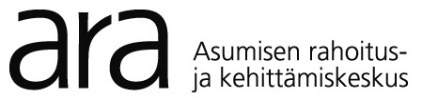 ara
Asumisen rahoitus-
ja kehittämiskeskus